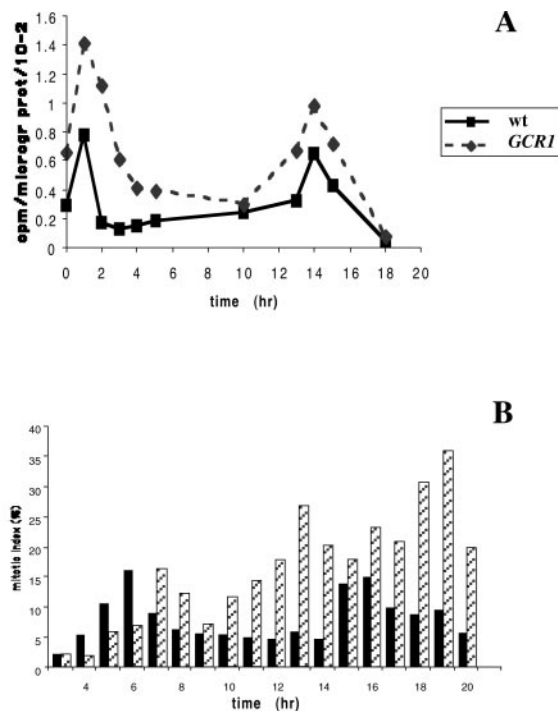 A
cpm/microgr prot/10-2
1.6
1.4
1.2
1
0.8
0.6
0.4
0.2
0
0 2 4 6 8 10 12 14 16 18 20
time (hr)
wt
GCR1
B
mitotic index (%)
40
35
30
25
20
15
10
5
0
4 6 8 10 12 14 16 18 20
time (hr)